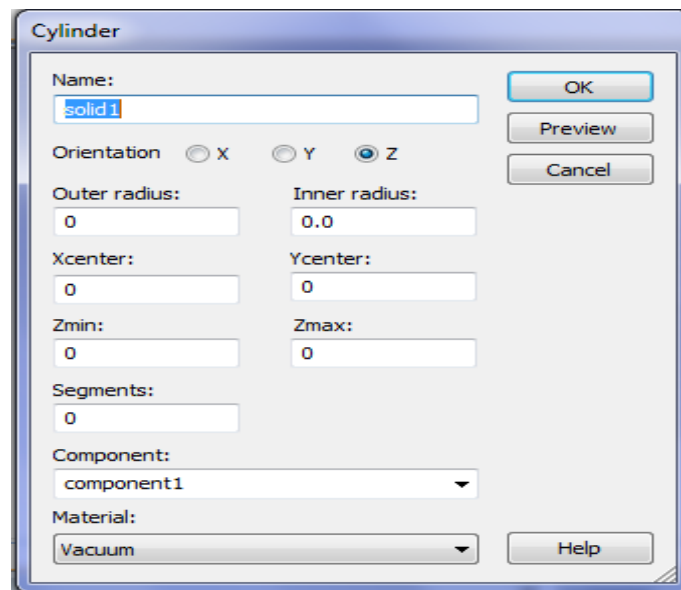 Cylinder
Name:
solid1
OK
Preview
Orientation X Y Z
Cancel
Outer radius: Inner radius:
0 0.0
Xcenter: Ycenter:
0 0
Zmin: Zmax:
0 0
Segments:
0
Component:
component1
Material:
Vacuum
Help